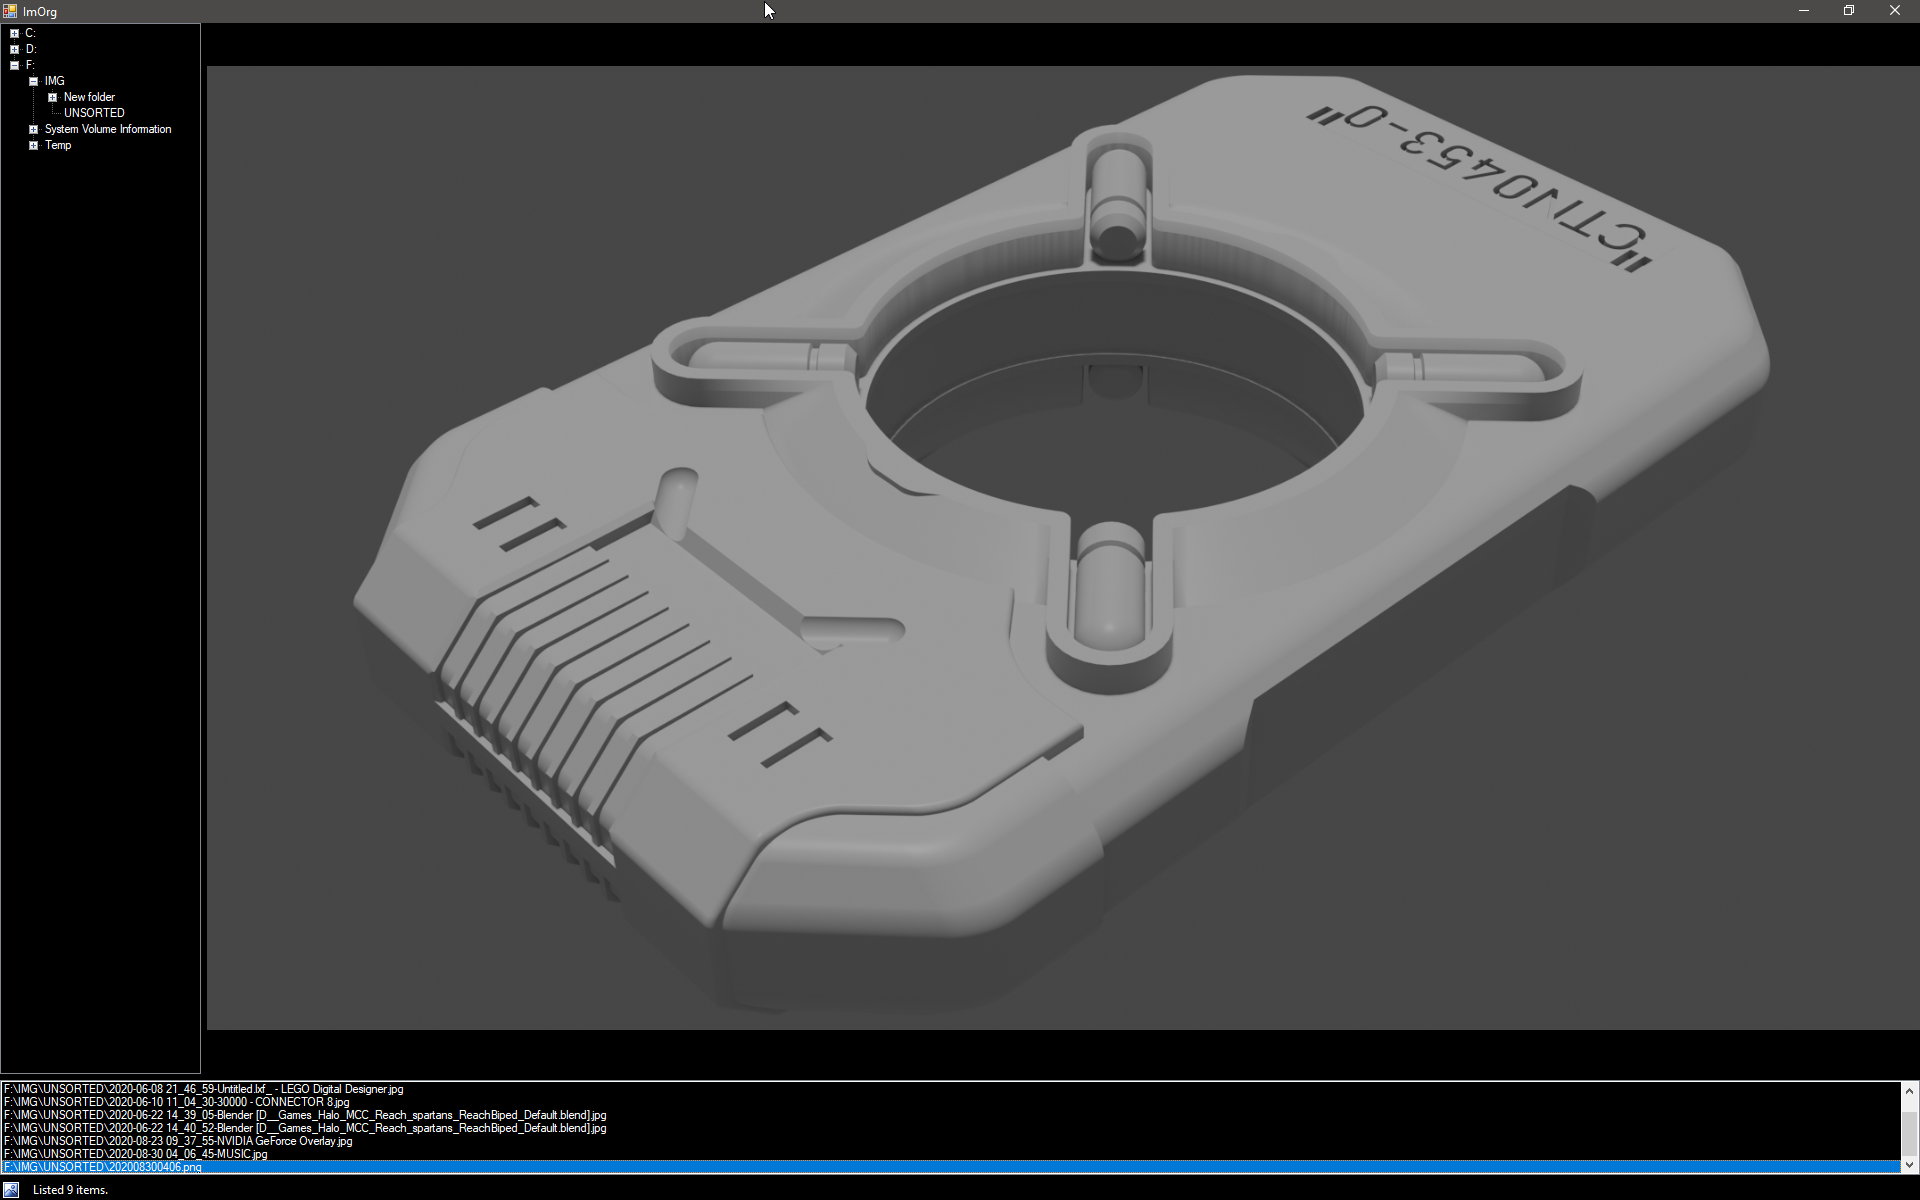 ImOrg
C:
D:
F:
IMG
New folder
UNSORTED
System Volume Information
Temp
"CTN0453-0"
F:\IMG\UNSORTED\2020-06-08 21_46_59-Untitled.lxf_ - LEGO Digital Designer.jpg
F:\IMG\UNSORTED\2020-06-10 11_04_30-30000 - CONNECTOR 8.jpg
F:\IMG\UNSORTED\2020-06-22 14_39_05-Blender [D__Games_Halo_MCC_Reach_spartans_ReachBiped_Default.blend].jpg
F:\IMG\UNSORTED\2020-06-22 14_40_52-Blender [D__Games_Halo_MCC_Reach_spartans_ReachBiped_Default.blend].jpg
F:\IMG\UNSORTED\2020-08-23 09_37_55-NVIDIA GeForce Overlay.jpg
F:\IMG\UNSORTED\2020-08-30 04_06_45-MUSIC.jpg
F:\IMG\UNSORTED\202008300406.png
Listed 9 items.